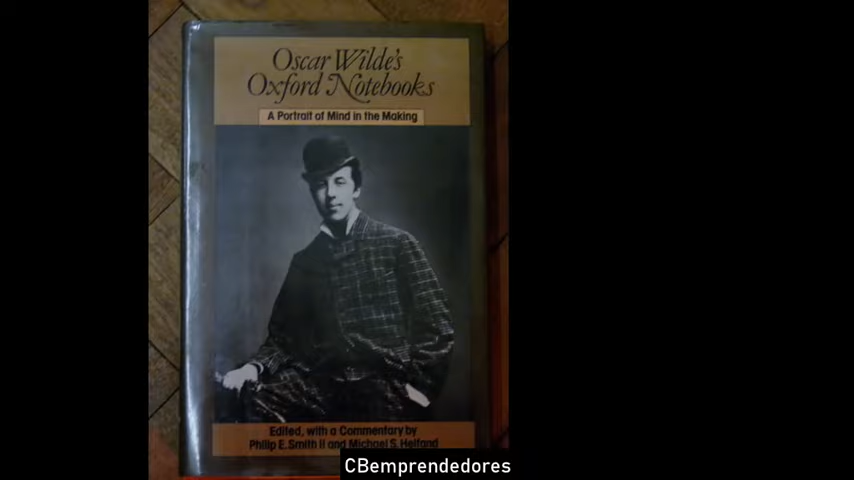 Oscar Wilde's
Oxford Notebooks
A Portrait of Mind in the Making
Edited, with a Commentary by
Philip E. Smith II and Michael S. Helfand
CBemprendedores